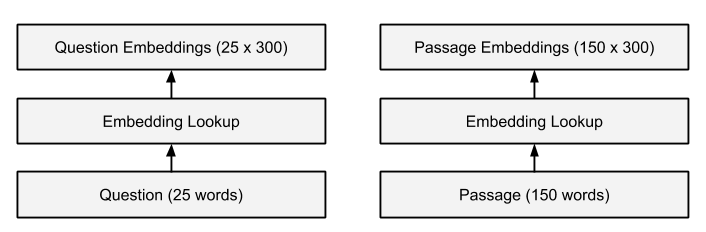 Question Embeddings (25 x 300)
Embedding Lookup
Question (25 words)
Passage Embeddings (150 x 300)
Embedding Lookup
Passage (150 words)